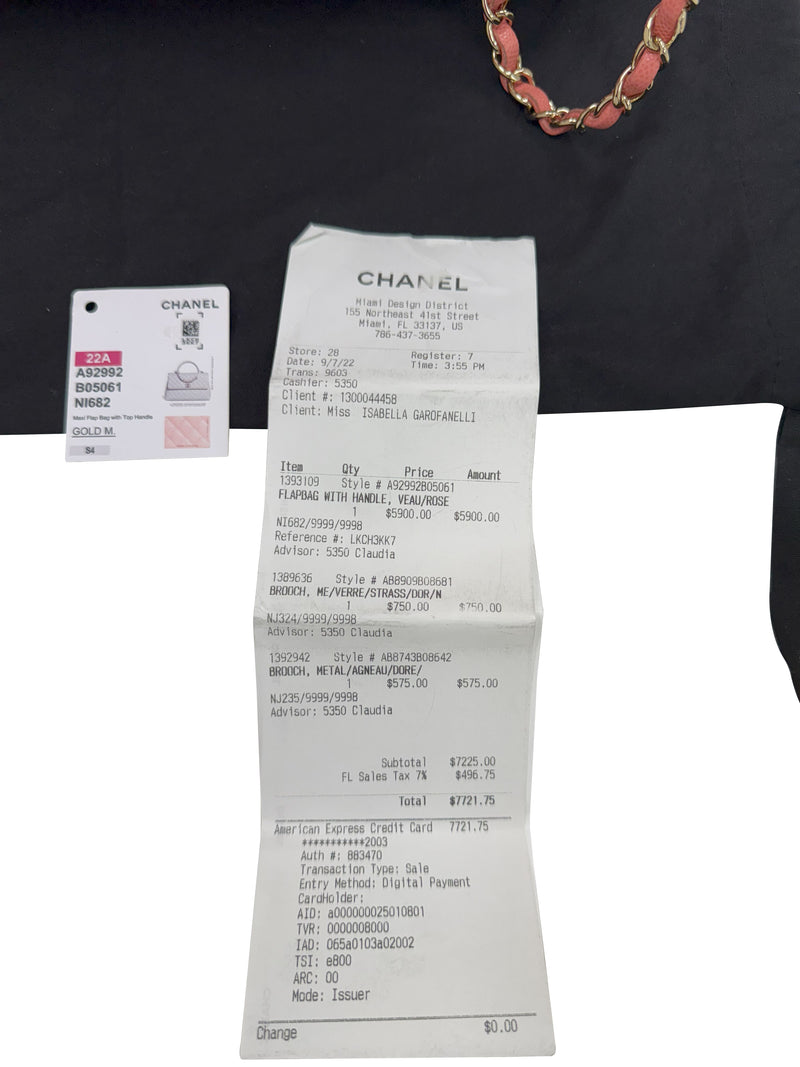 CHANEL
22A
A92992
B05061
NI682
Maxi Flap Bag with Top Handle
GOLD M.
S4
CHANEL
Miami Design District
155 Northeast 41st Street
Miami, FL 33137, US
786-437-3655
Store: 28 Register: 7
Date: 9/7/22 Time: 3:55 PM
Trans: 9603
Cashier: 5350
Client #: 1300044458
Client: Miss ISABELLA GAROFANELLI
Item Qty Price Amount
1393109 Style # A92992B05061
FLAPBAG WITH HANDLE, VEAU/ROSE
1 $5900.00 $5900.00
NI682/9999/9998
Reference #: LKCH3KK7
Advisor: 5350 Claudia
1389636 Style # AB8909B08681
BROOCH, ME/VERRE/STRASS/DOR/N
1 $750.00 $750.00
NJ324/9999/9998
Advisor: 5350 Claudia
1392942 Style # AB8743B08642
BROOCH, METAL/AGNEAU/DORE/
1 $575.00 $575.00
NJ235/9999/9998
Advisor: 5350 Claudia
Subtotal $7225.00
FL Sales Tax 7% $496.75
Total $7721.75
American Express Credit Card 7721.75
***********2003
Auth #: 883470
Transaction Type: Sale
Entry Method: Digital Payment
CardHolder:
AID: a000000025010801
TVR: 0000008000
IAD: 065a0103a02002
TSI: e800
ARC: 00
Mode: Issuer
Change $0.00